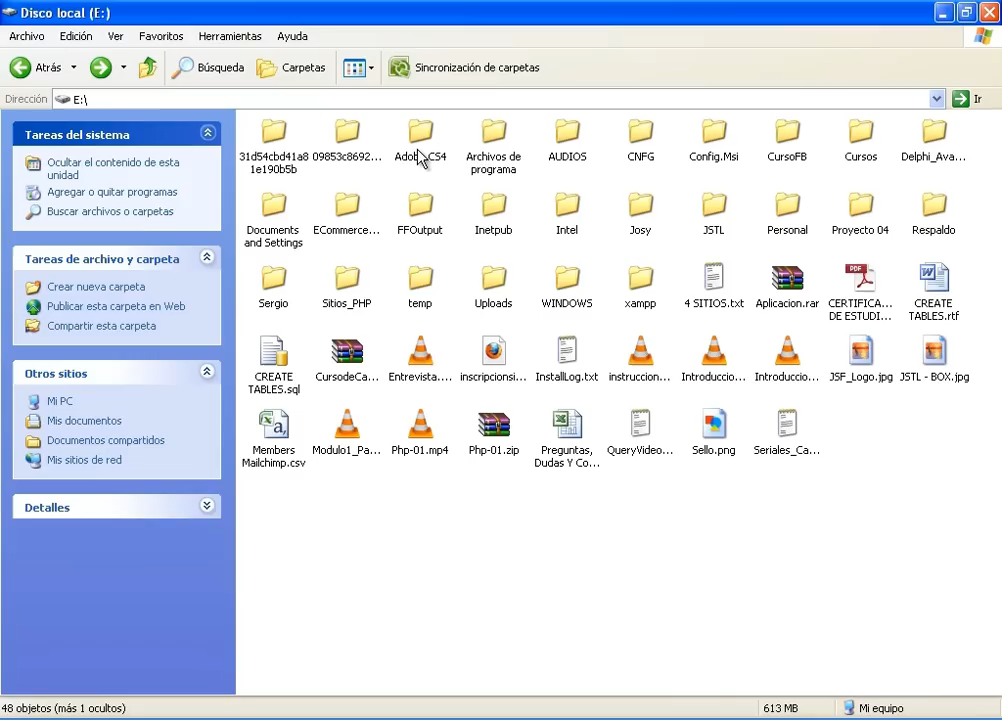 Disco local (E:)
Archivo Edición Ver Favoritos Herramientas Ayuda
Atrás Búsqueda Carpetas Sincronización de carpetas
Dirección E:\ Ir
Tareas del sistema
Ocultar el contenido de esta
unidad
Agregar o quitar programas
Buscar archivos o carpetas
Tareas de archivo y carpeta
Crear nueva carpeta
Publicar esta carpeta en Web
Compartir esta carpeta
Otros sitios
Mi PC
Mis documentos
Documentos compartidos
Mis sitios de red
Detalles
31d54cbd41a8
1e190b5b
09853c8692...
Adobe CS4
Archivos de
programa
AUDIOS
CNFG
Config.Msi
CursoFB
Cursos
Delphi_Ava...
Documents
and Settings
ECommerce...
FFOutput
Inetpub
Intel
Josy
JSTL
Personal
Proyecto 04
Respaldo
Sergio
Sitios_PHP
temp
Uploads
WINDOWS
xampp
4 SITIOS.txt
Aplicacion.rar
PDF
CERTIFICA...
DE ESTUDI...
CREATE
TABLES.rtf
CREATE
TABLES.sql
CursodeCa...
Entrevista....
inscripcionsi...
InstallLog.txt
instruccion...
Introduccio...
Introduccio...
JSF_Logo.jpg
JSTL - BOX.jpg
Members
Mailchimp.csv
Modulo1_Pa...
Php-01.mp4
Php-01.zip
Preguntas,
Dudas Y Co...
QueryVideo...
Sello.png
Seriales_Ca...
48 objetos (más 1 ocultos) 613 MB Mi equipo